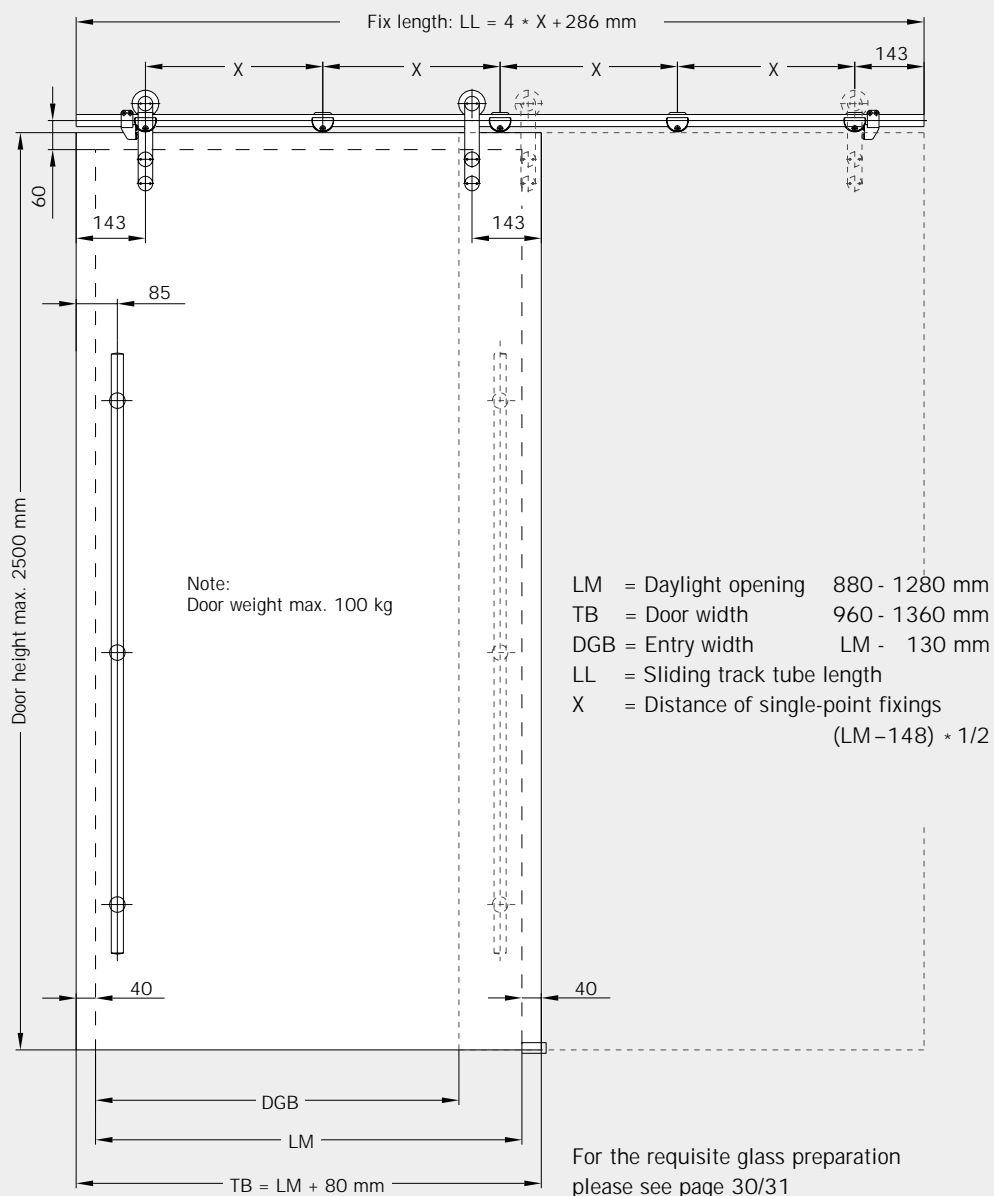 Fix length: LL = 4 * X + 286 mm
X X X X 143
60
143 143
85
Door height max. 2500 mm
Note:
Door weight max. 100 kg
LM = Daylight opening 880 - 1280 mm
TB = Door width 960 - 1360 mm
DGB = Entry width LM - 130 mm
LL = Sliding track tube length
X = Distance of single-point fixings
(LM – 148) * 1/2
40 40
DGB
LM
TB = LM + 80 mm
For the requisite glass preparation
please see page 30/31